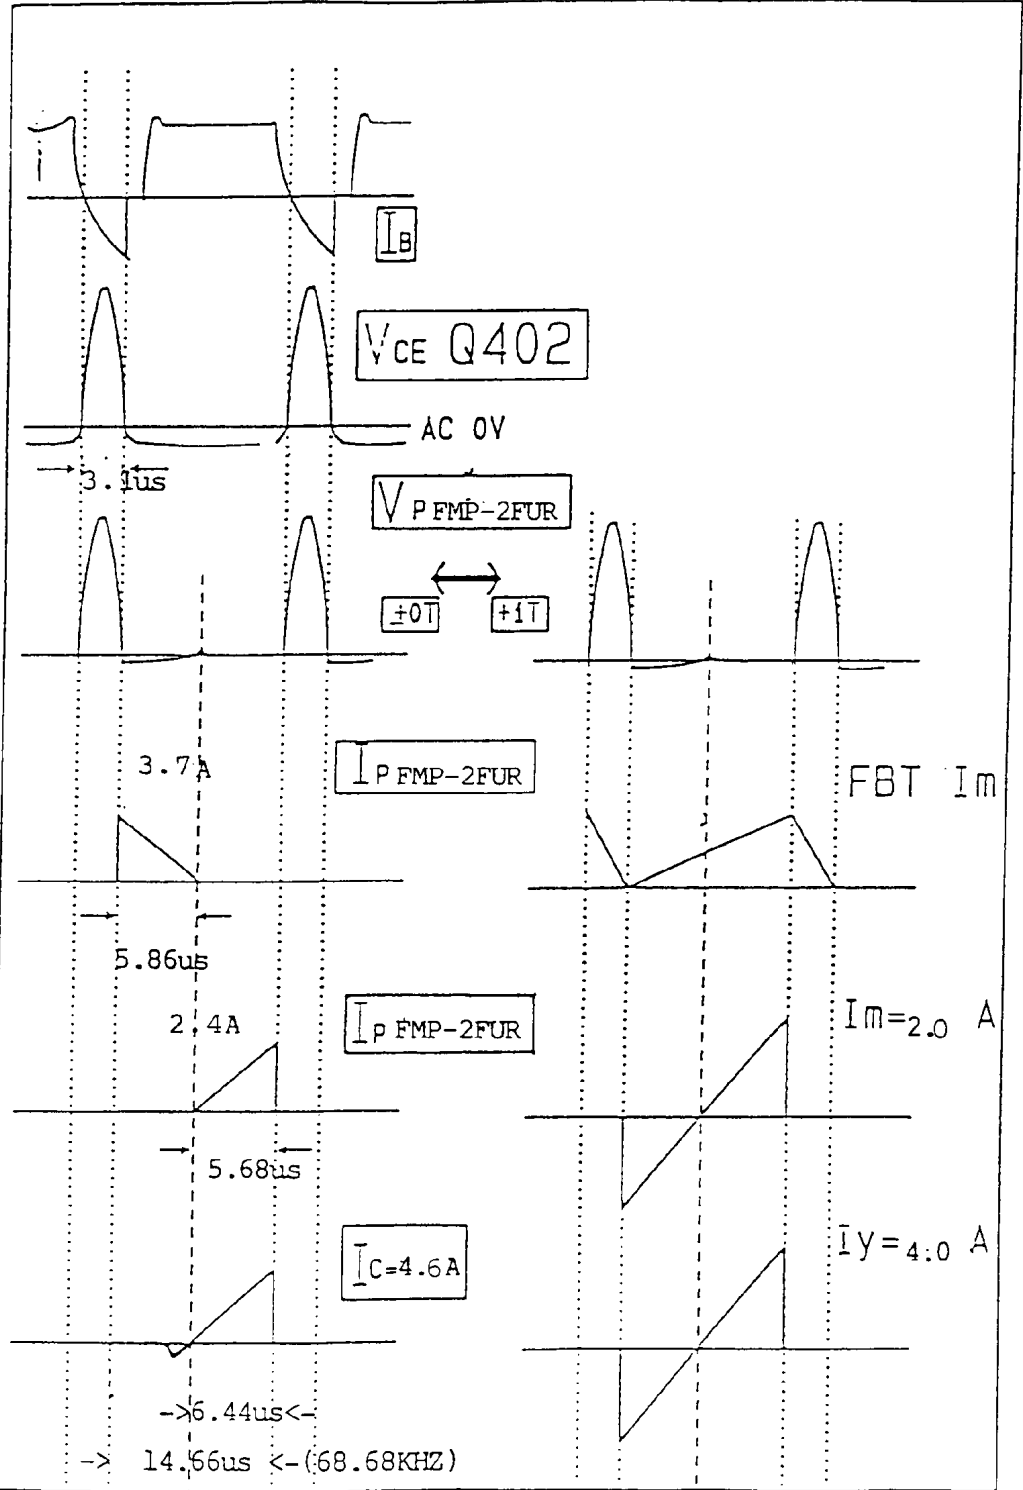 IB
VCE Q402
AC 0V
3.1us
VP FMP-2FUR
±0T
+1T
3.7A
IP FMP-2FUR
FBT Im
5.86us
2.4A
IP FMP-2FUR
Im=2.0 A
5.68us
IC=4.6A
Iy=4.0 A
->6.44us<-
-> 14.66us <-(68.68KHZ)